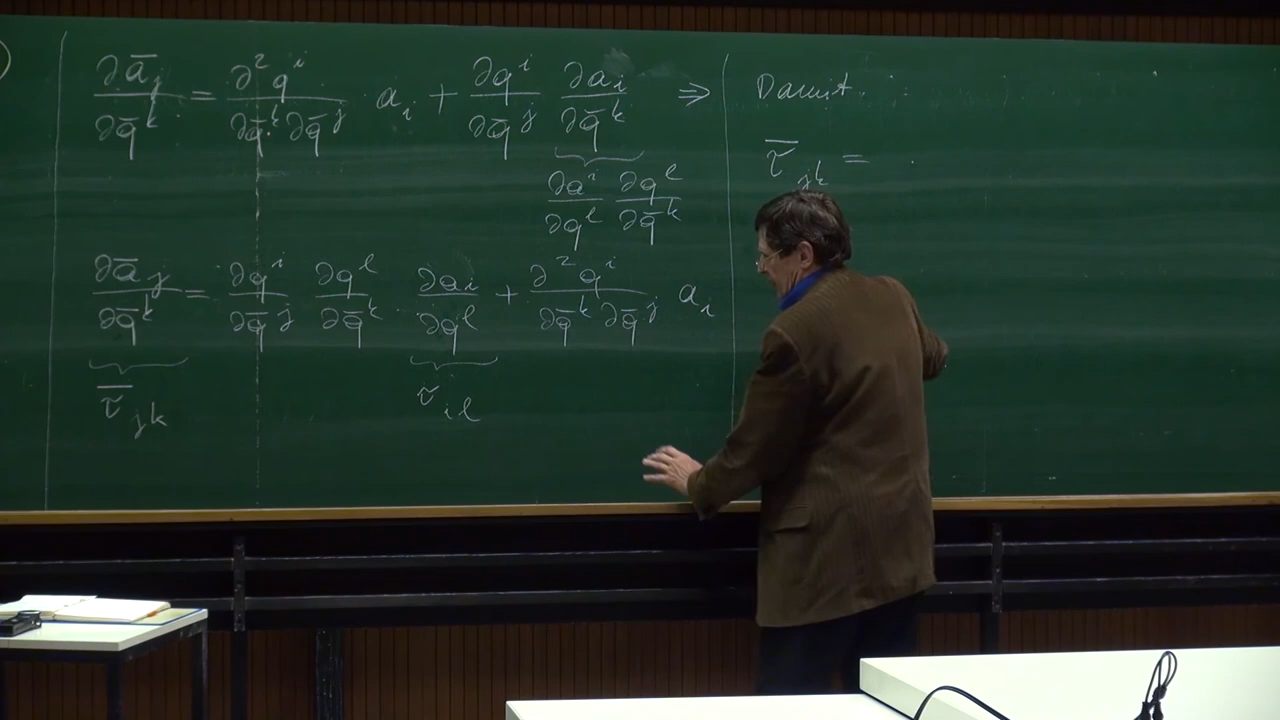 ∂ā_j/∂q̄^k = ∂²q^i/∂q̄^k∂q̄^j a_i + ∂q^i/∂q̄^j ∂a_i/∂q̄^k ⇒
∂a^i/∂q^l ∂q^l/∂q̄^k
∂ā_j/∂q̄^k = ∂q^i/∂q̄^j ∂q^l/∂q̄^k · ∂a_i/∂q^l + ∂²q^i/∂q̄^k∂q̄^j a_i
τ̄_jk τ_il
Damit.
τ̄_jk =